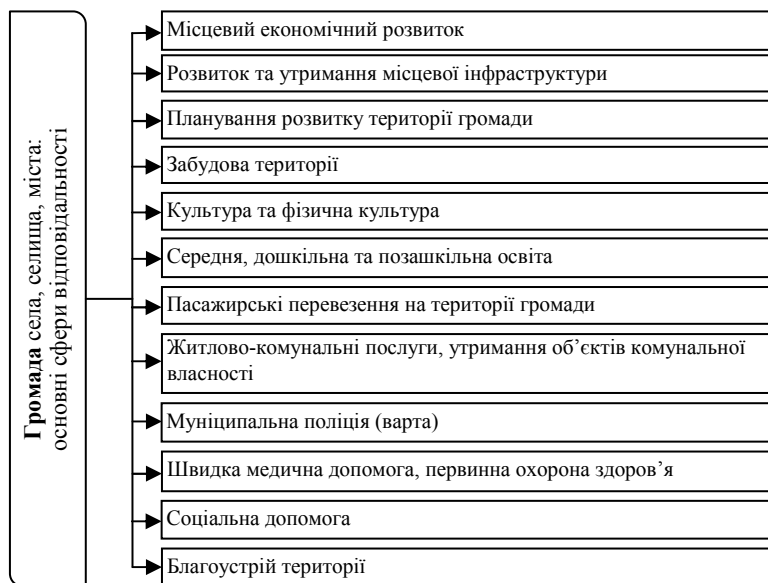 Громада села, селища, міста:
основні сфери відповідальності
Місцевий економічний розвиток
Розвиток та утримання місцевої інфраструктури
Планування розвитку території громади
Забудова території
Культура та фізична культура
Середня, дошкільна та позашкільна освіта
Пасажирські перевезення на території громади
Житлово-комунальні послуги, утримання об’єктів комунальної
власності
Муніципальна поліція (варта)
Швидка медична допомога, первинна охорона здоров’я
Соціальна допомога
Благоустрій території